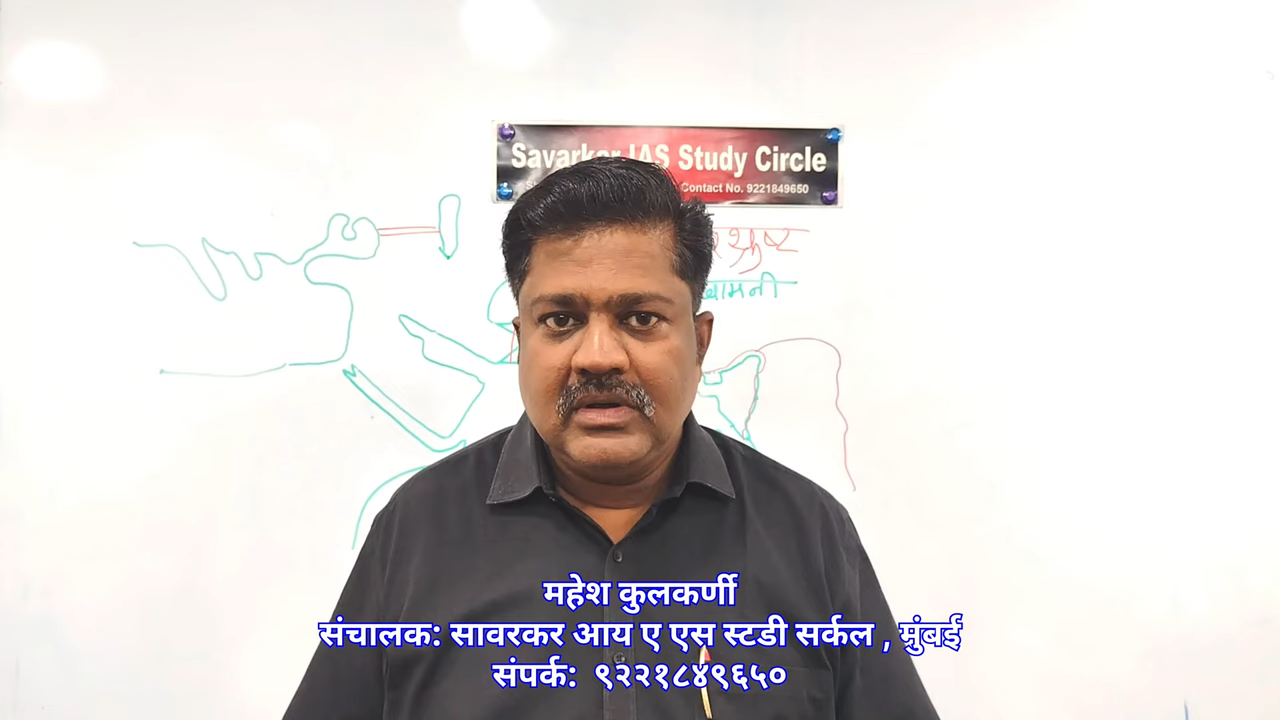 Savarkar IAS Study Circle
Contact No. 9221849650
महेश कुलकर्णी
संचालक: सावरकर आय ए एस स्टडी सर्कल , मुंबई
संपर्क: ९२२१८४९६५०